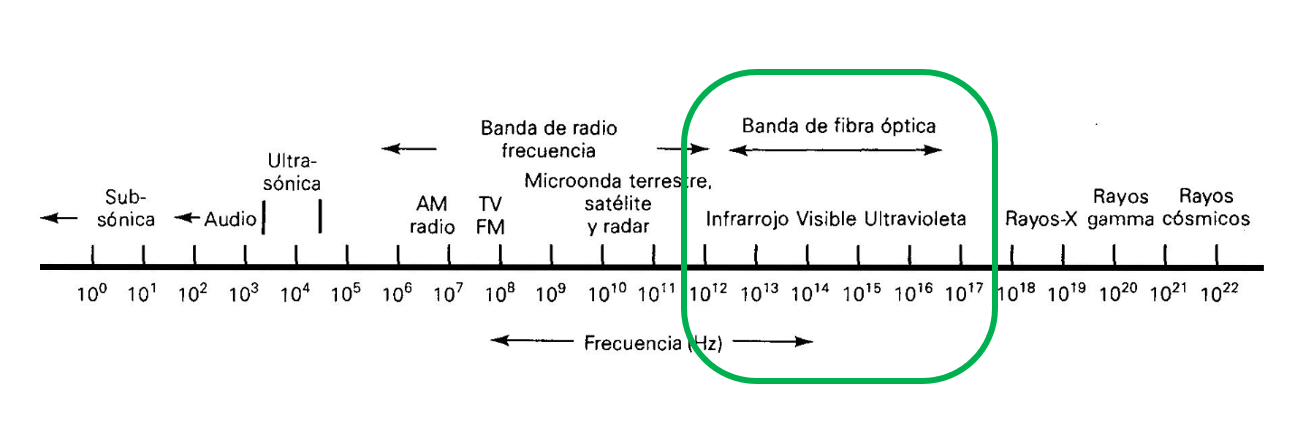 Banda de radio
frecuencia
Banda de fibra óptica
Ultra-
sónica
Microonda terrestre,
satélite
y radar
Sub-
sónica
Audio
AM
radio
TV
FM
Infrarrojo Visible Ultravioleta
Rayos-X
Rayos
gamma
Rayos
cósmicos
10⁰ 10¹ 10² 10³ 10⁴ 10⁵ 10⁶ 10⁷ 10⁸ 10⁹ 10¹⁰ 10¹¹ 10¹² 10¹³ 10¹⁴ 10¹⁵ 10¹⁶ 10¹⁷ 10¹⁸ 10¹⁹ 10²⁰ 10²¹ 10²²
Frecuencia (Hz)